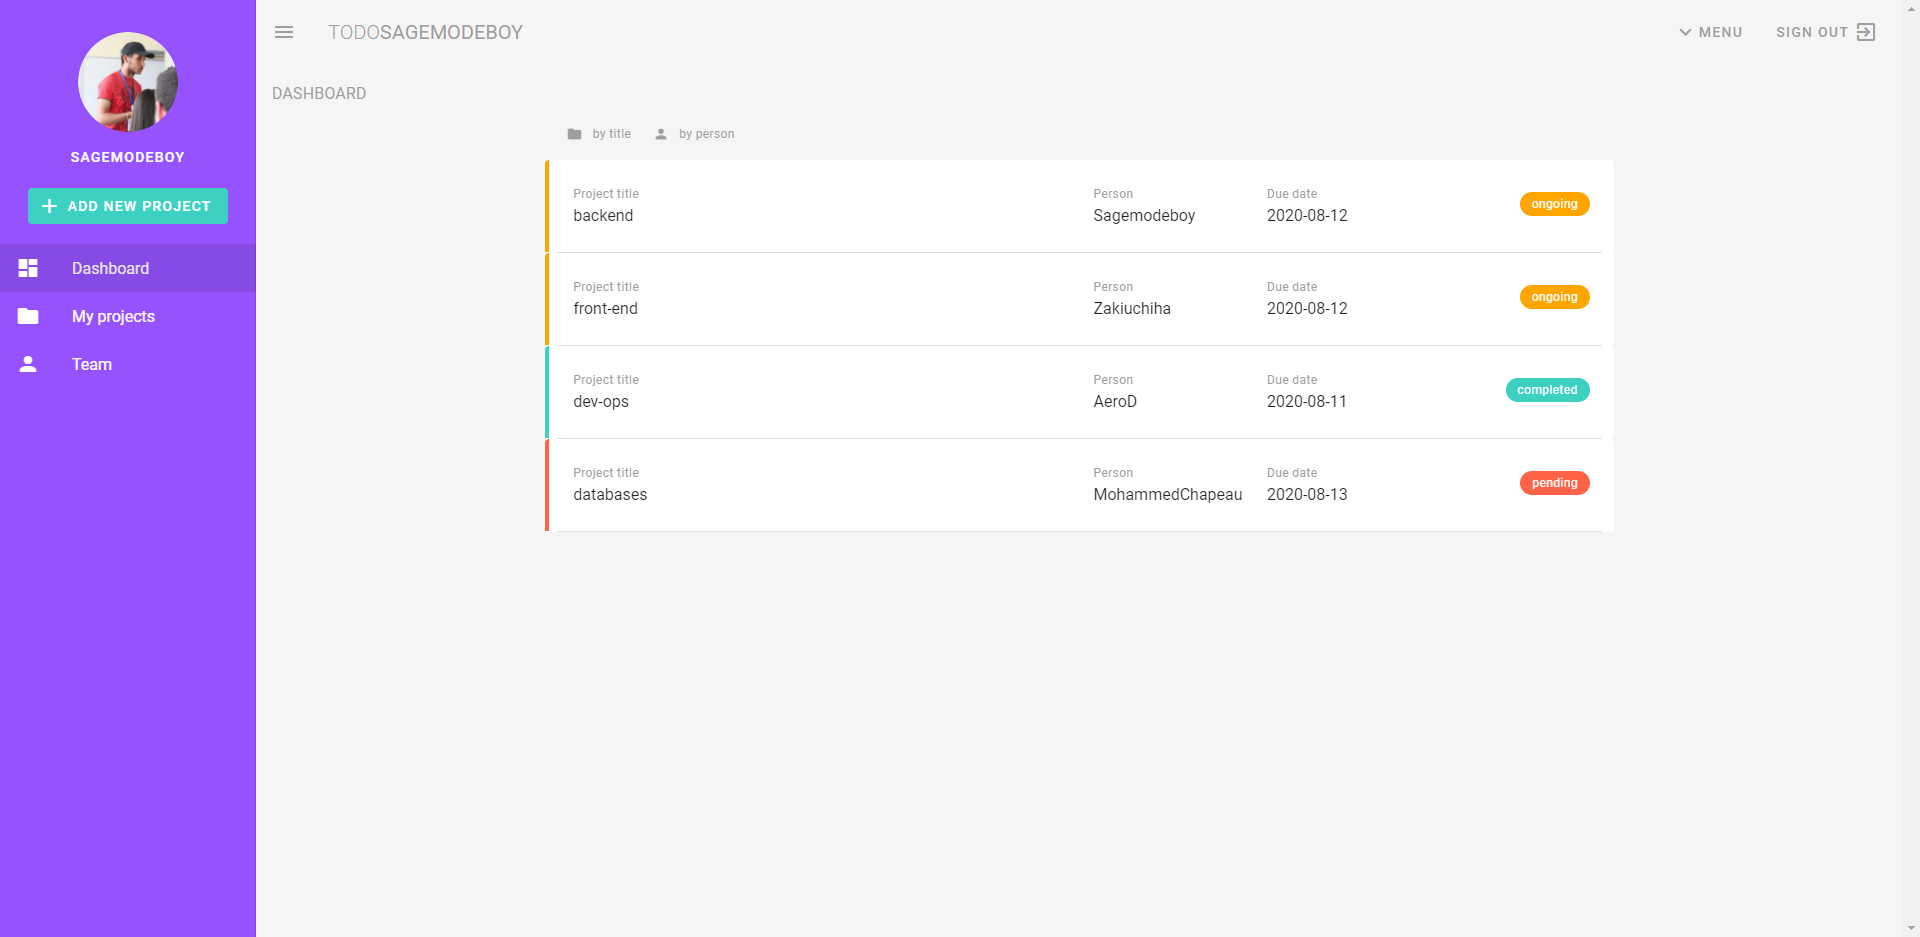 SAGEMODEBOY
ADD NEW PROJECT
Dashboard
My projects
Team
TODOSAGEMODEBOY
MENU
SIGN OUT
DASHBOARD
by title by person
Project title Person Due date
backend Sagemodeboy 2020-08-12 ongoing
Project title Person Due date
front-end Zakiuchiha 2020-08-12 ongoing
Project title Person Due date
dev-ops AeroD 2020-08-11 completed
Project title Person Due date
databases MohammedChapeau 2020-08-13 pending